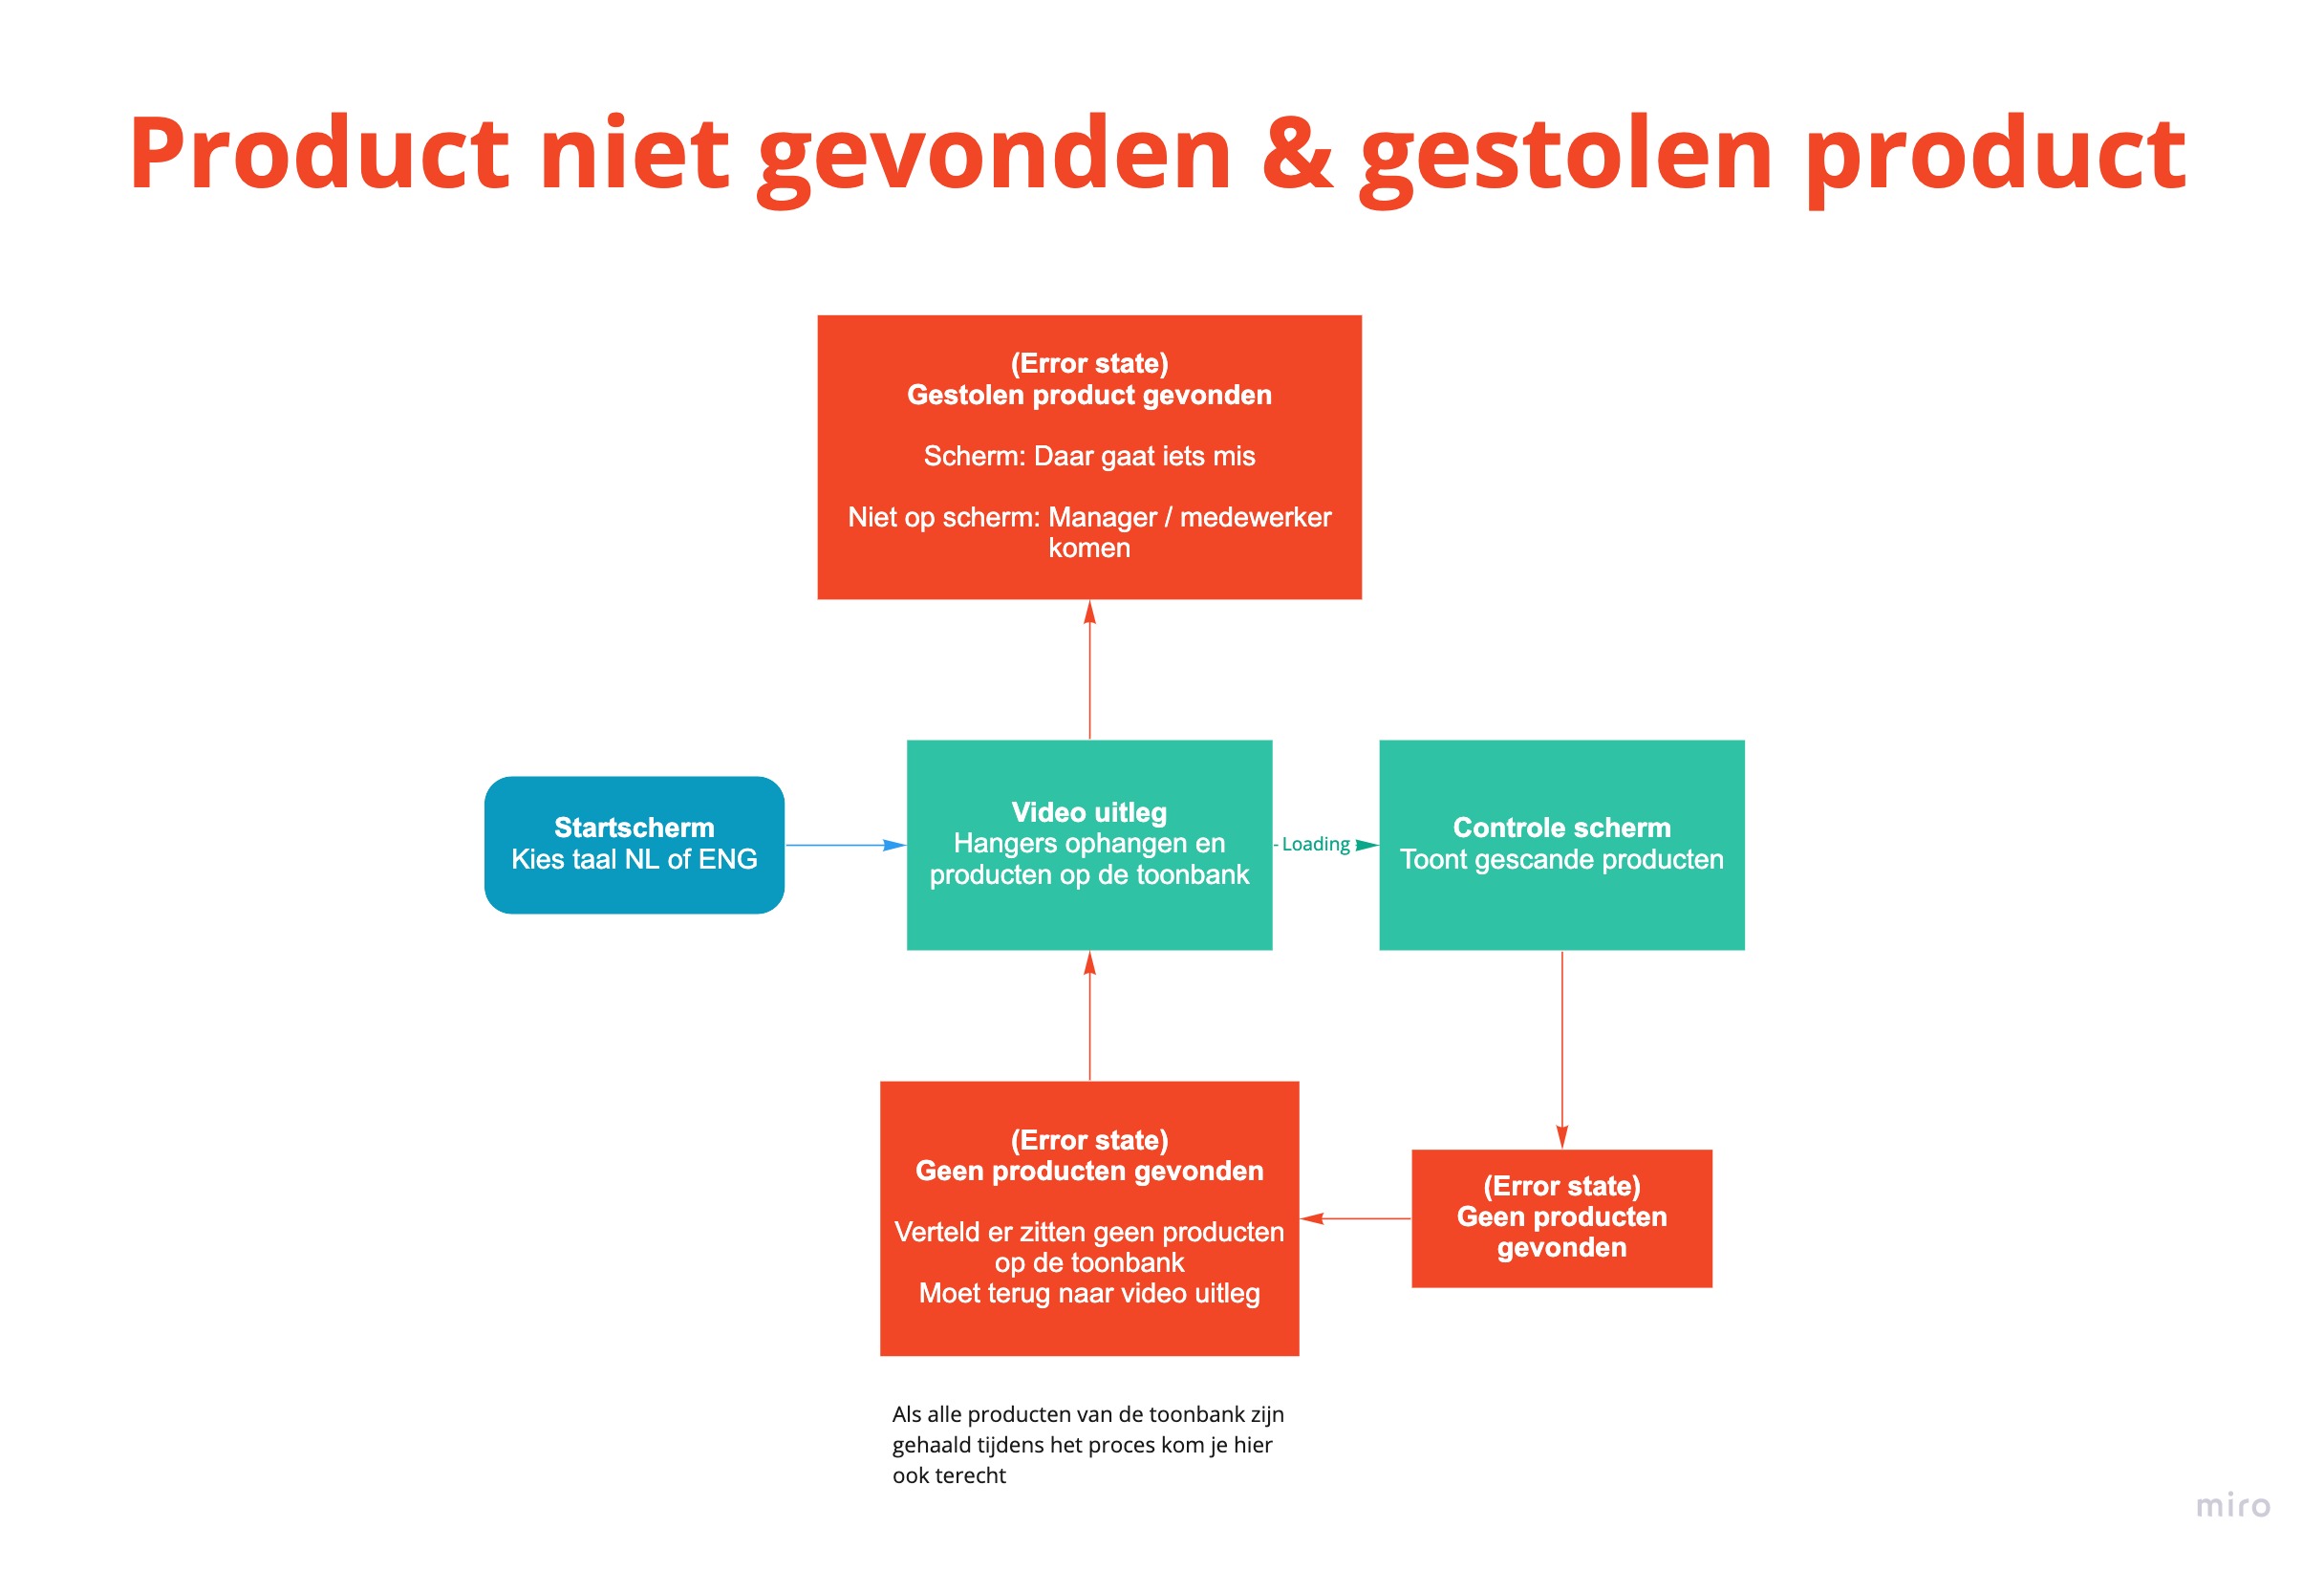 Product niet gevonden & gestolen product
(Error state)
Gestolen product gevonden
Scherm: Daar gaat iets mis
Niet op scherm: Manager / medewerker
komen
Startscherm
Kies taal NL of ENG
Video uitleg
Hangers ophangen en
producten op de toonbank
Loading
Controle scherm
Toont gescande producten
(Error state)
Geen producten gevonden
Verteld er zitten geen producten
op de toonbank
Moet terug naar video uitleg
(Error state)
Geen producten
gevonden
Als alle producten van de toonbank zijn
gehaald tijdens het proces kom je hier
ook terecht
miro